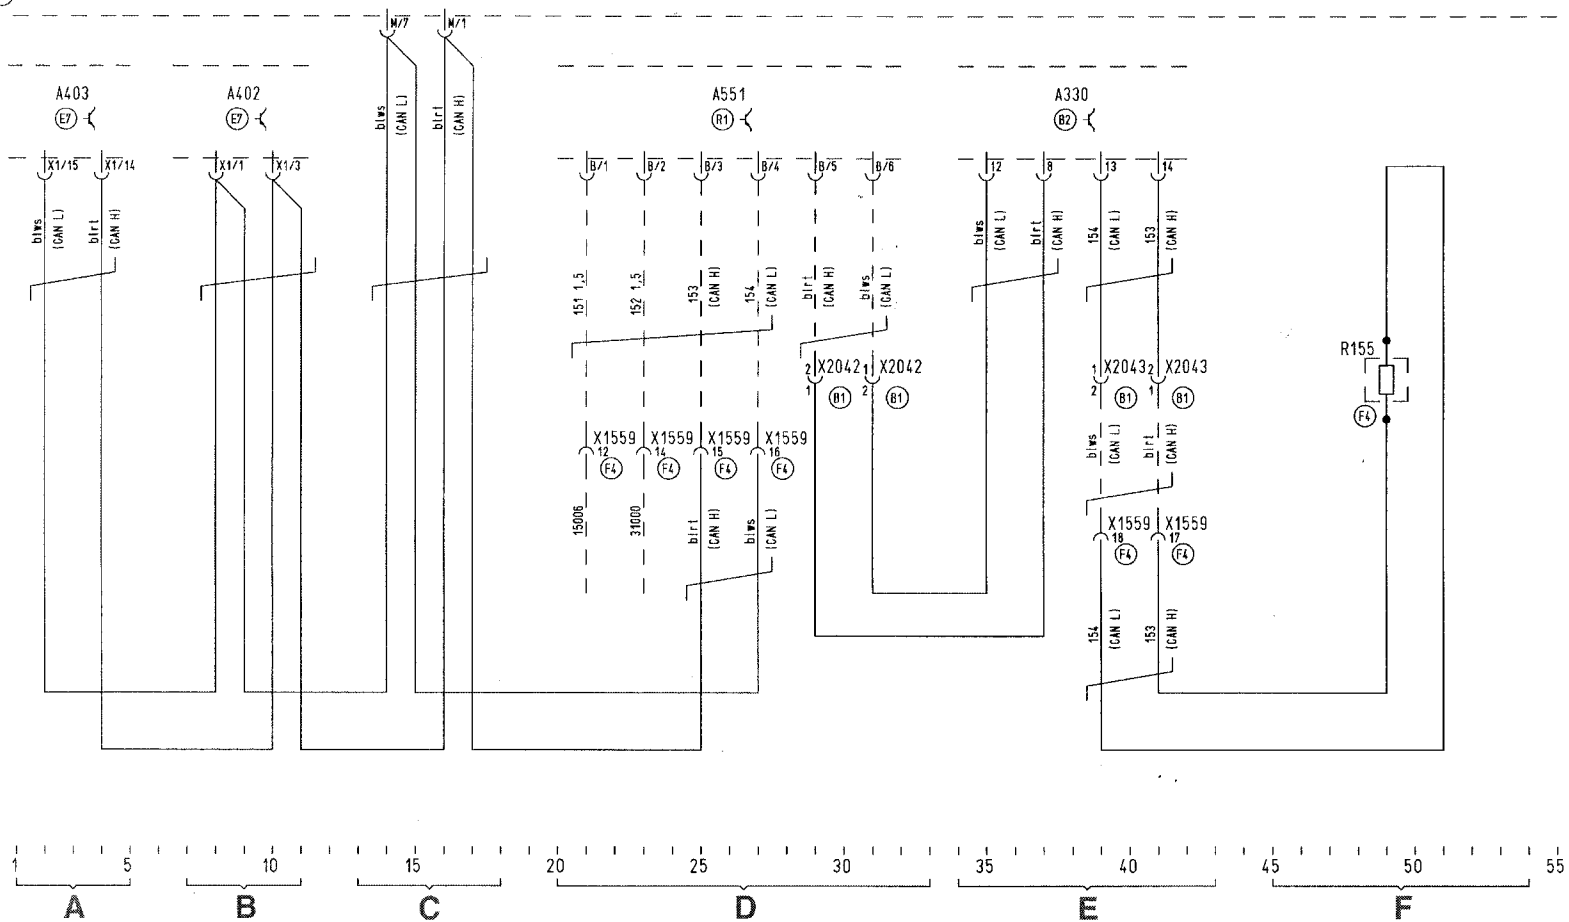 M/7 M/1
A403 A402 A551 A330
E7 E7 R1 B2
blws (CAN L) blrt (CAN H)
X1/15 X1/14 X1/1 X1/3 B/1 B/2 B/3 B/4 B/5 B/6 12 8 13 14
blws (CAN L) blrt (CAN H) blws (CAN L) blrt (CAN H) 154 (CAN L) 153 (CAN H)
151 1,5 152 1,5 153 (CAN H) 154 (CAN L) blrt (CAN H) blws (CAN L)
R155
F4
2 X2042 1 X2042 1 X2043 2 X2043
1 B1 2 B1 2 B1 1 B1
X1559 X1559 X1559 X1559
12 14 15 16
F4 F4 F4 F4
blws (CAN L) blrt (CAN H)
15006 31000 blrt (CAN H) blws (CAN L)
X1559 X1559
18 17
F4 F4
154 (CAN L) 153 (CAN H)
1 5 10 15 20 25 30 35 40 45 50 55
A B C D E F